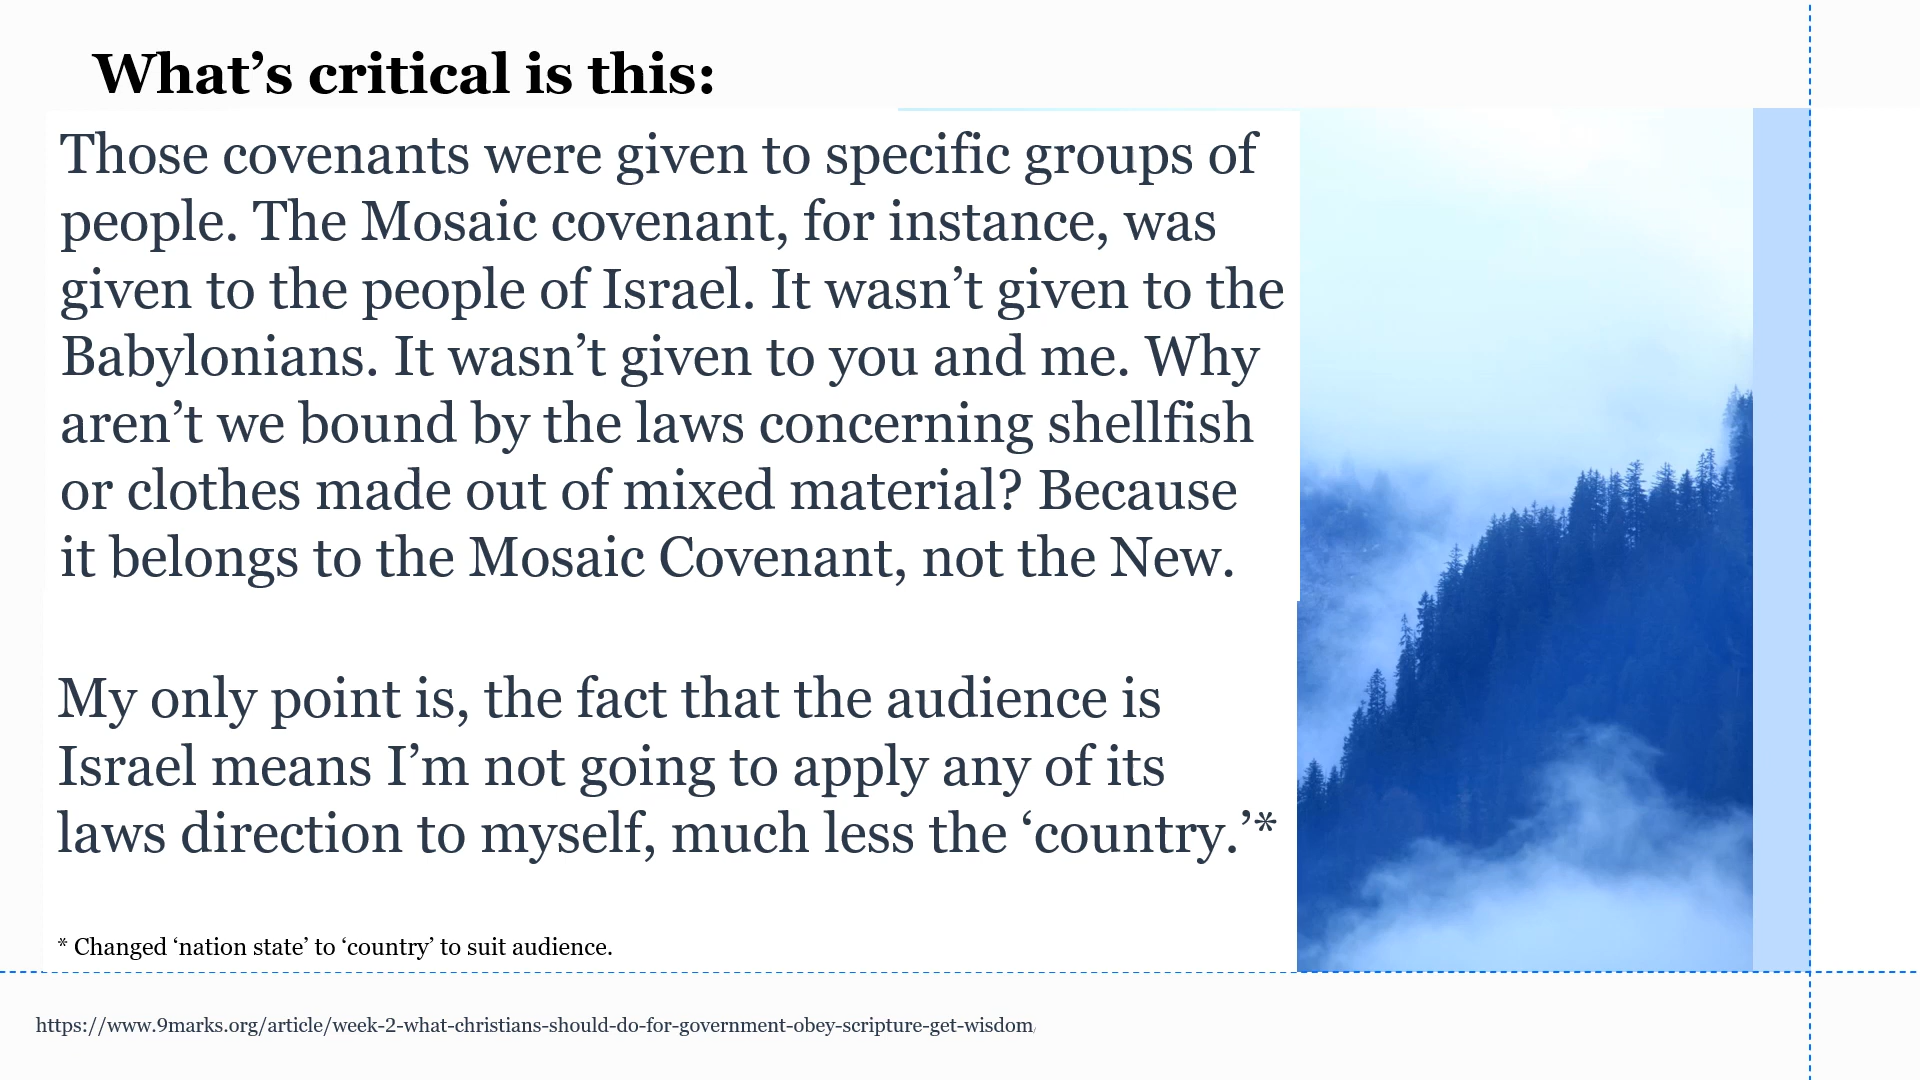 What’s critical is this:
Those covenants were given to specific groups of
people. The Mosaic covenant, for instance, was
given to the people of Israel. It wasn’t given to the
Babylonians. It wasn’t given to you and me. Why
aren’t we bound by the laws concerning shellfish
or clothes made out of mixed material? Because
it belongs to the Mosaic Covenant, not the New.
My only point is, the fact that the audience is
Israel means I’m not going to apply any of its
laws direction to myself, much less the ‘country.’*
* Changed ‘nation state’ to ‘country’ to suit audience.
https://www.9marks.org/article/week-2-what-christians-should-do-for-government-obey-scripture-get-wisdom/